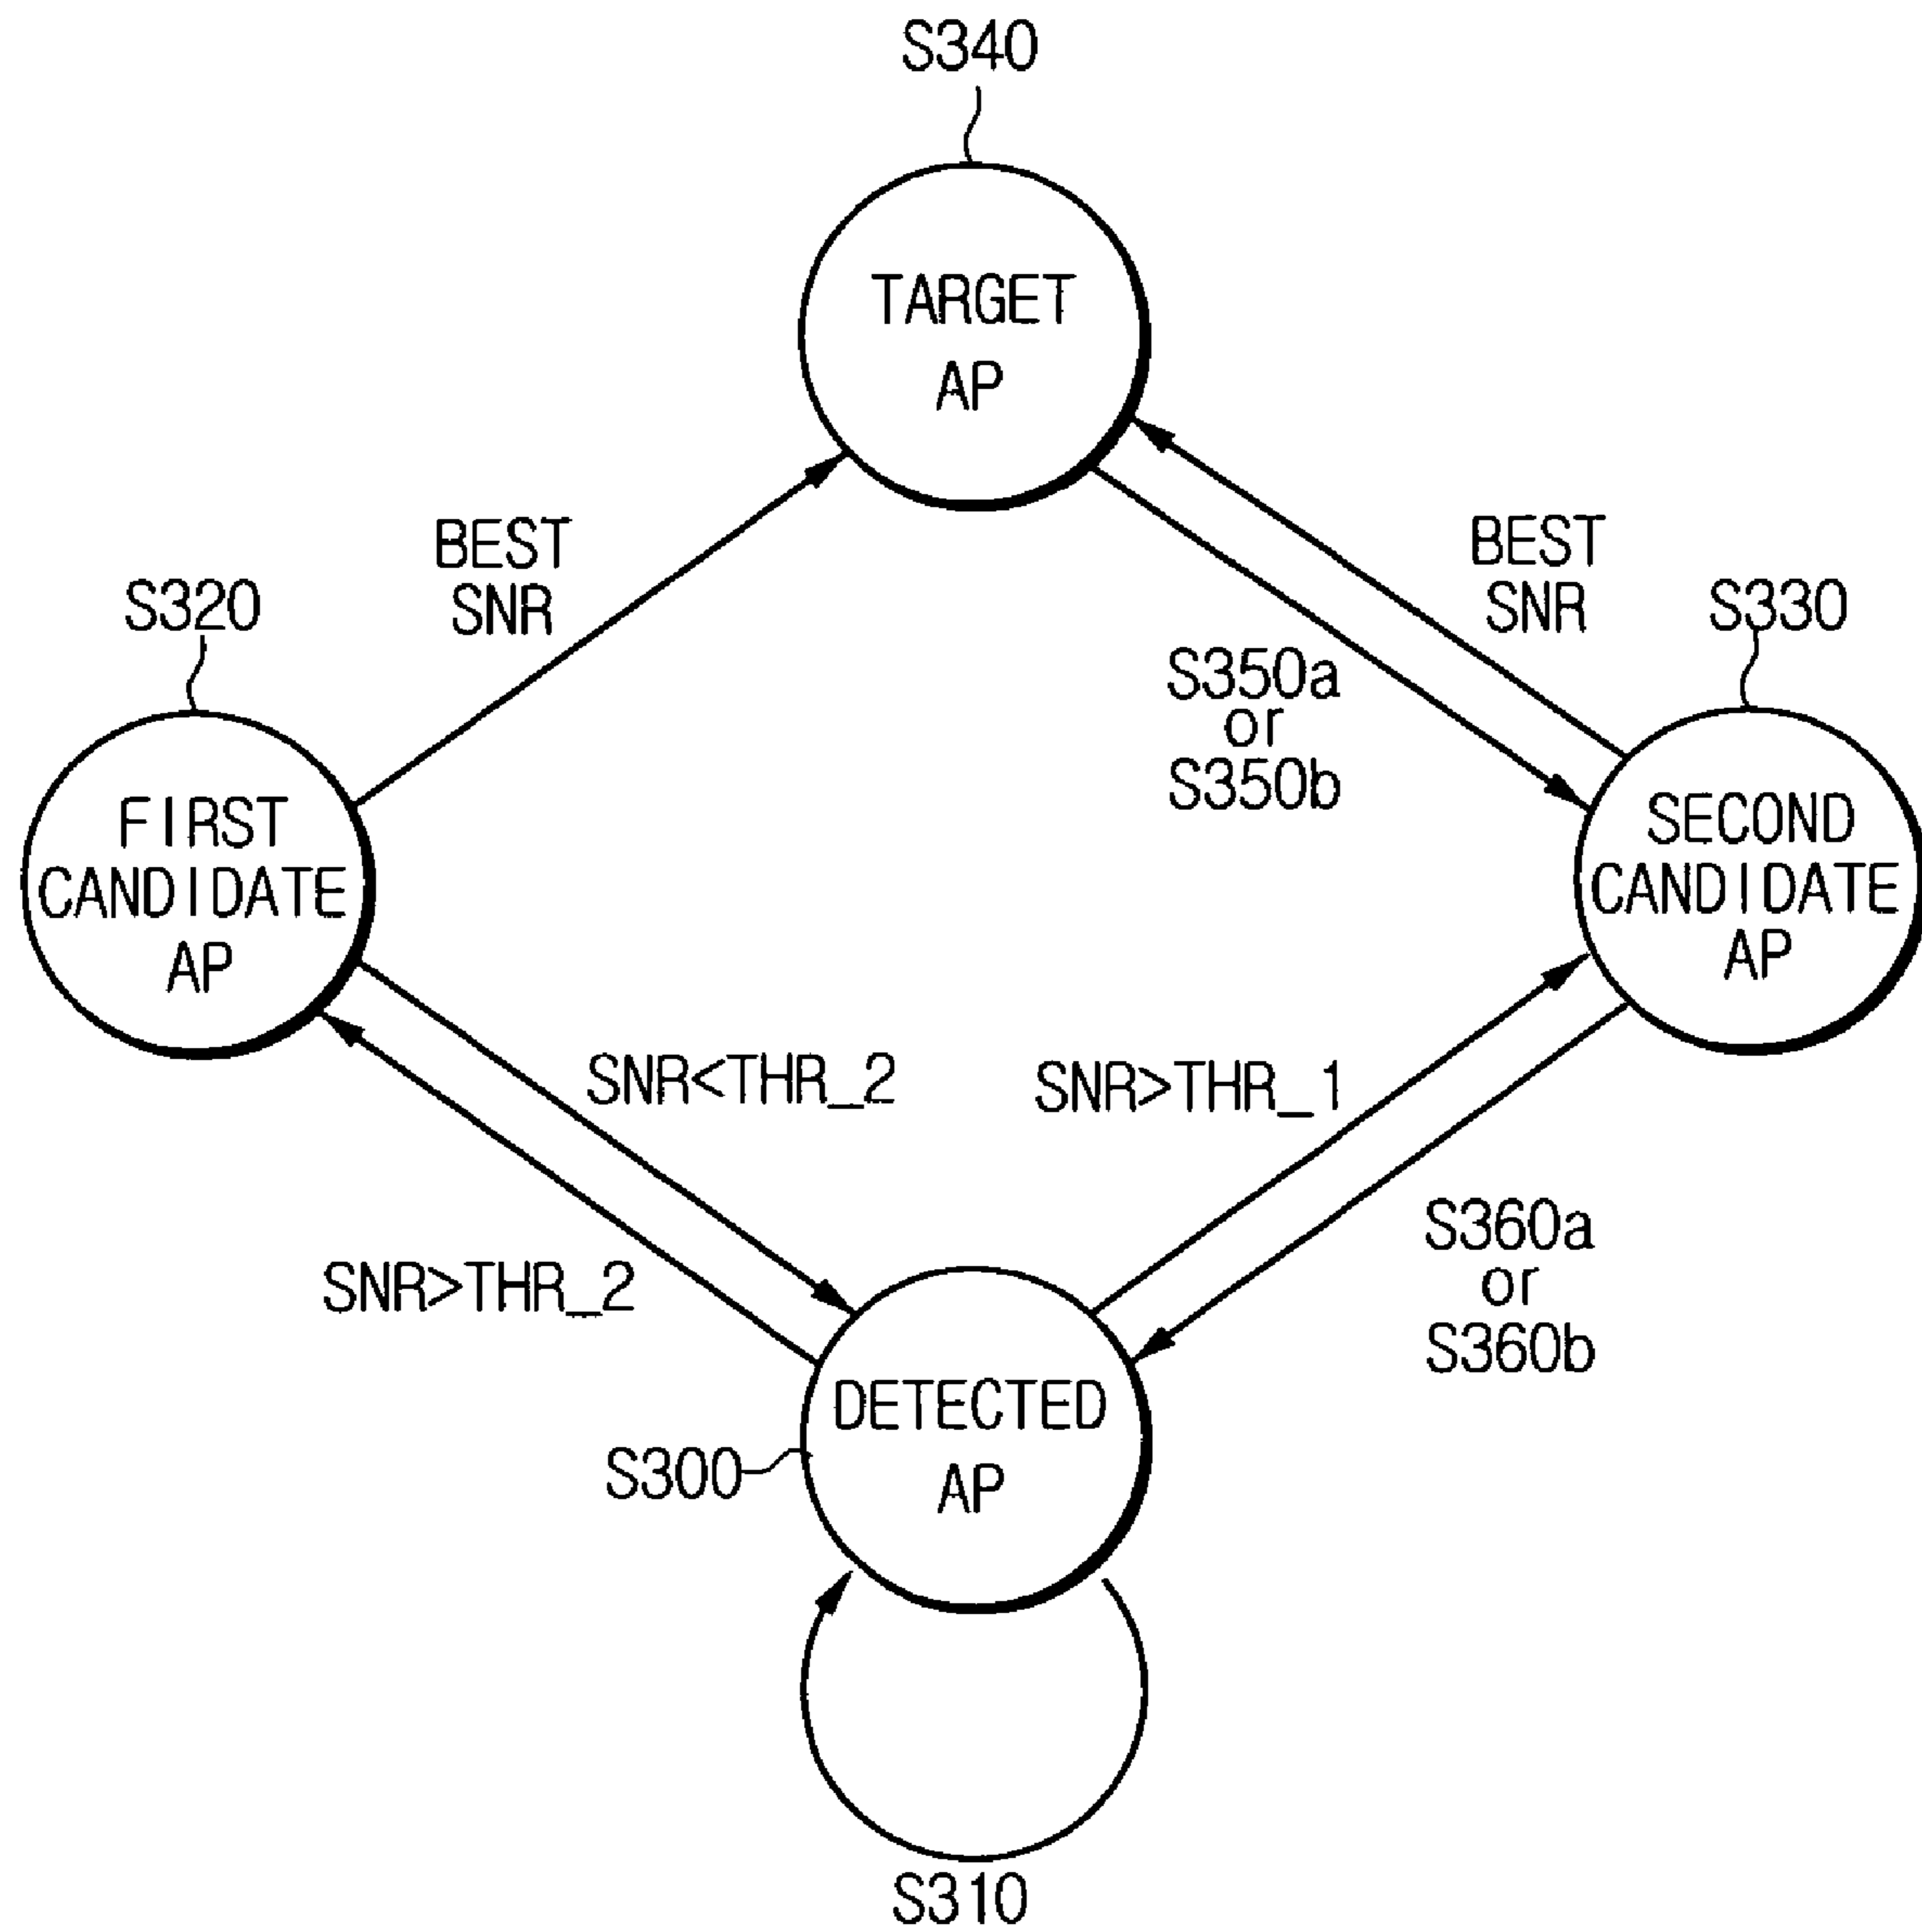 S340
TARGET
AP
BEST
SNR
BEST
SNR
S320
S330
S350a
or
S350b
FIRST
CANDIDATE
AP
SECOND
CANDIDATE
AP
SNR<THR_2
SNR>THR_1
SNR>THR_2
S360a
or
S360b
DETECTED
AP
S300
S310